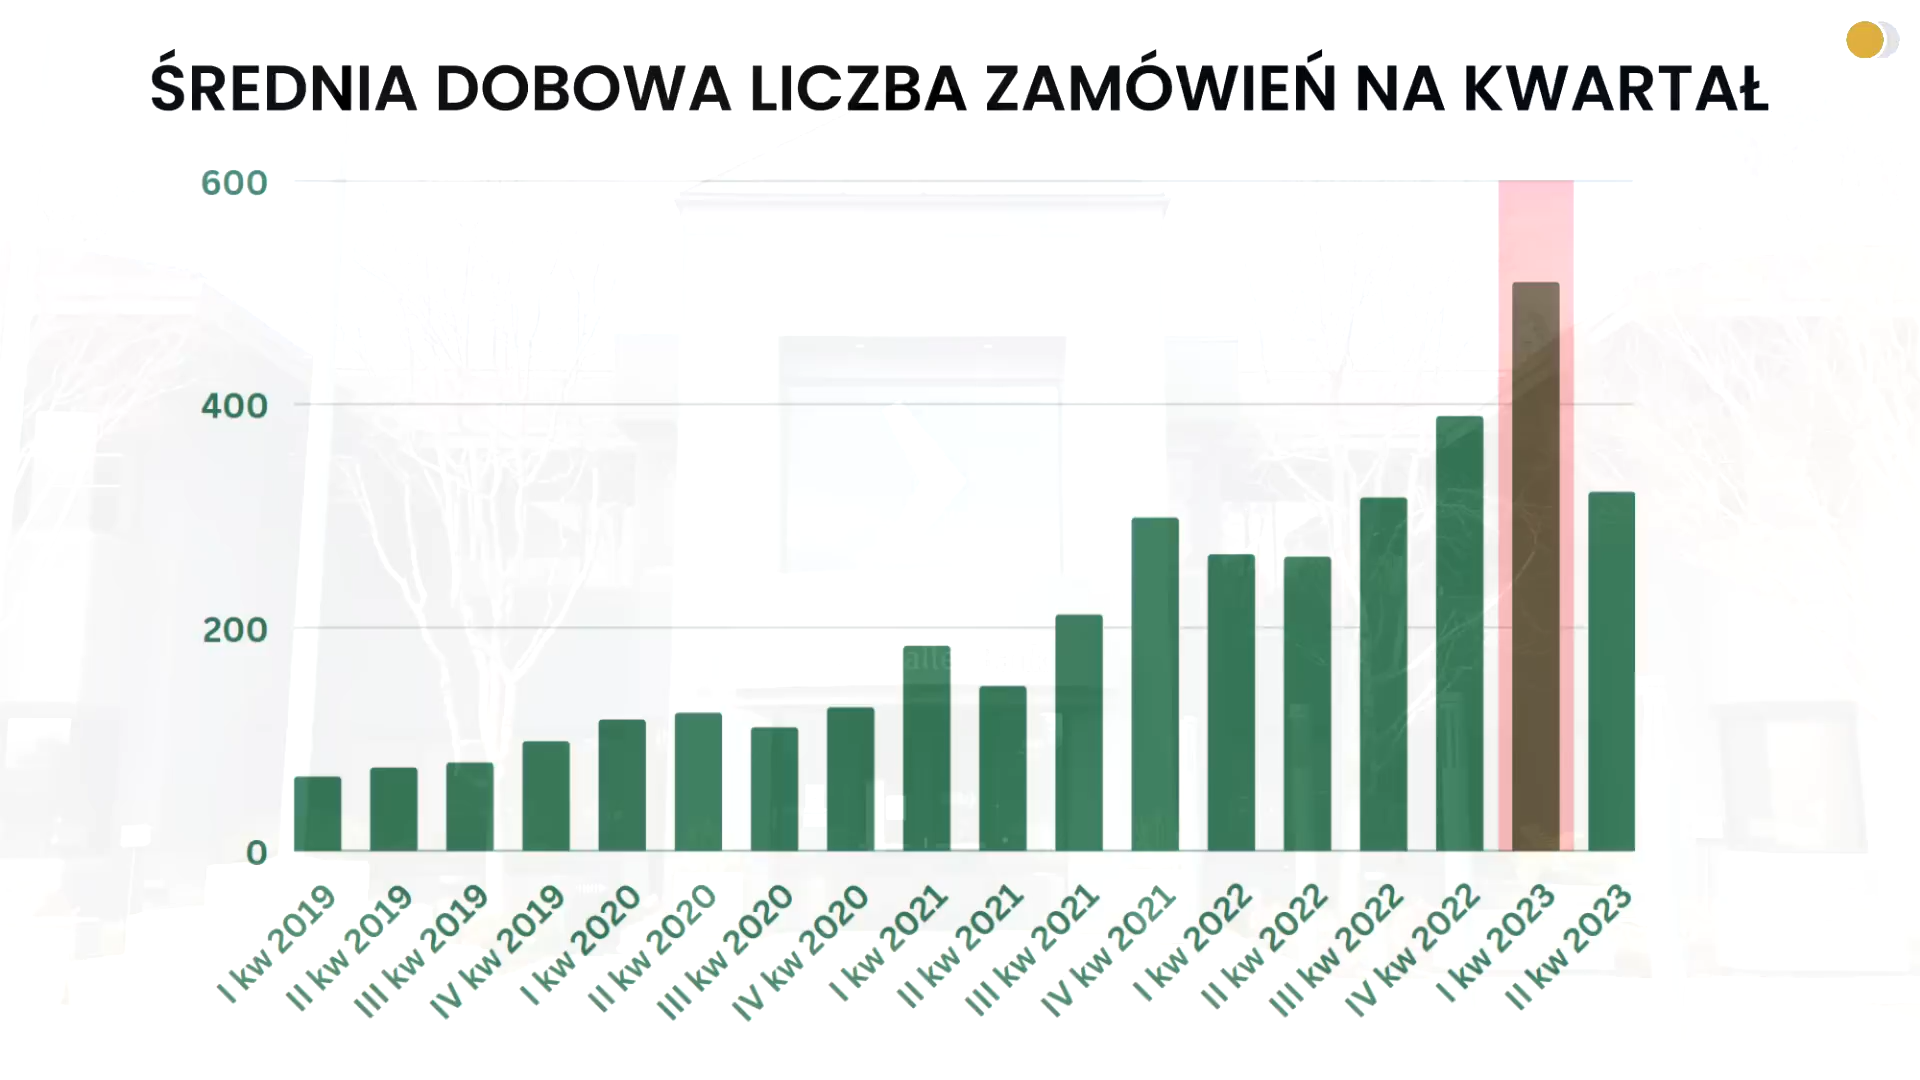 ŚREDNIA DOBOWA LICZBA ZAMÓWIEŃ NA KWARTAŁ
600
400
200
0
I kw 2019
II kw 2019
III kw 2019
IV kw 2019
I kw 2020
II kw 2020
III kw 2020
IV kw 2020
I kw 2021
II kw 2021
III kw 2021
IV kw 2021
I kw 2022
II kw 2022
III kw 2022
IV kw 2022
I kw 2023
II kw 2023